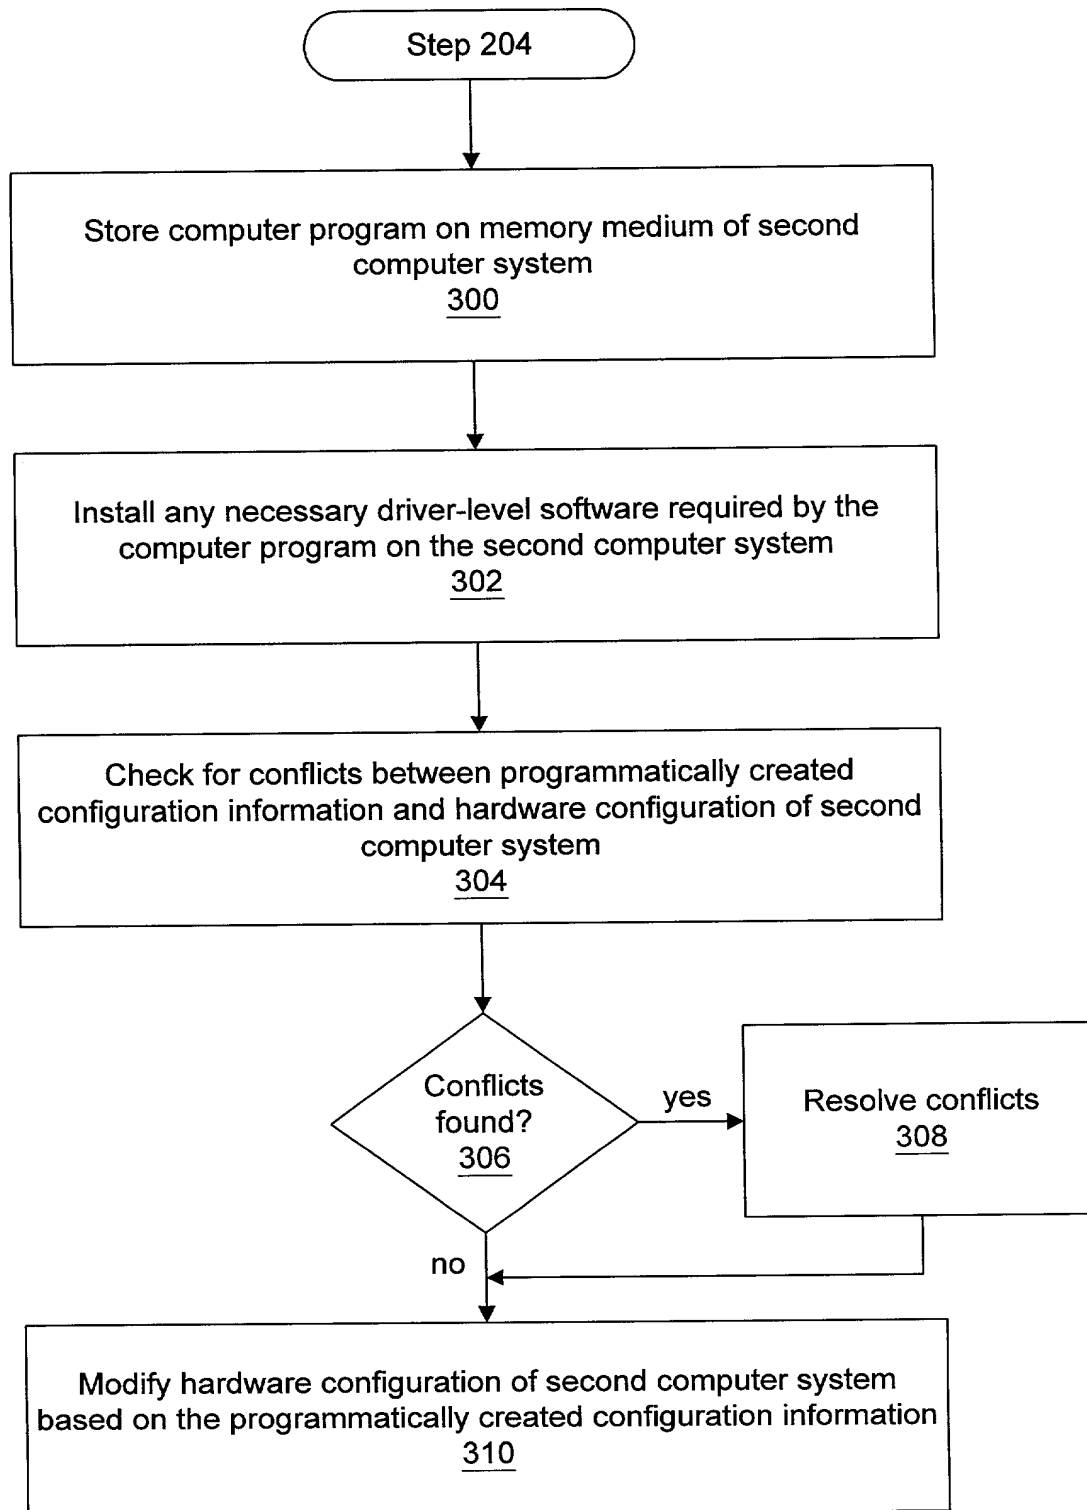 Step 204
Store computer program on memory medium of second
computer system
300
Install any necessary driver-level software required by the
computer program on the second computer system
302
Check for conflicts between programmatically created
configuration information and hardware configuration of second
computer system
304
Conflicts
found?
306
yes
Resolve conflicts
308
no
Modify hardware configuration of second computer system
based on the programmatically created configuration information
310